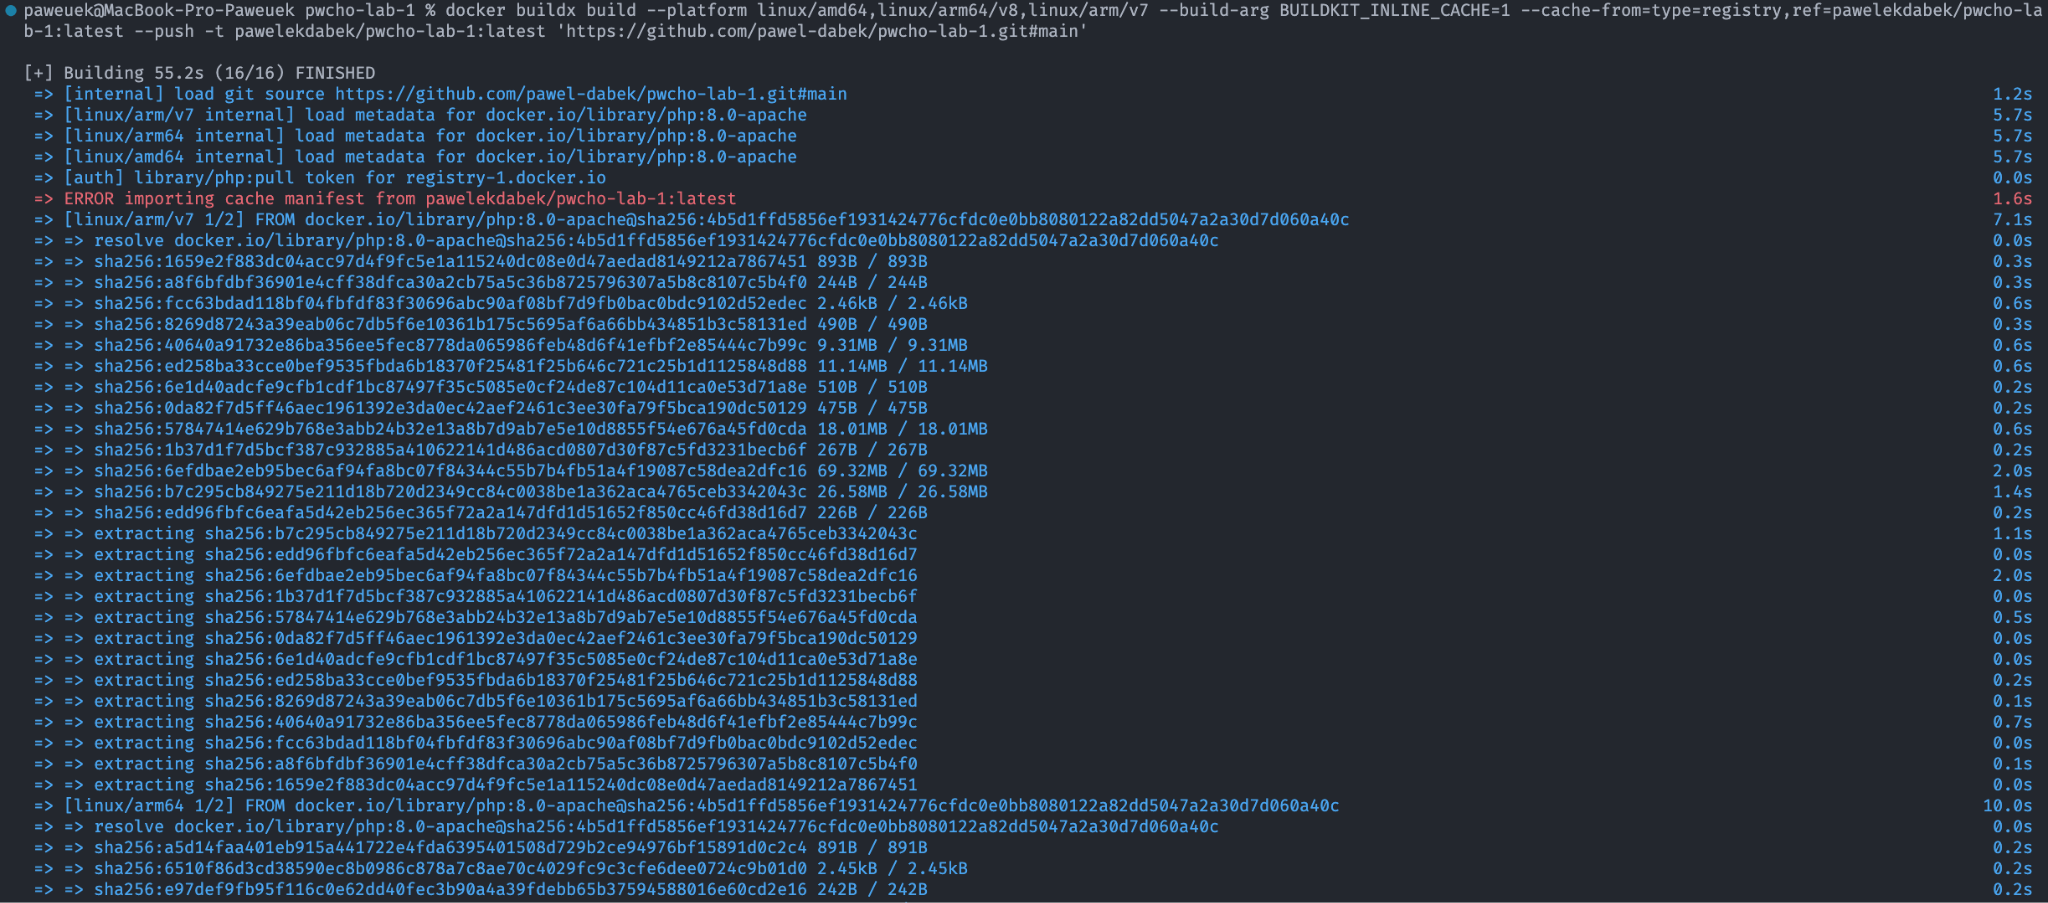 paweuek@MacBook-Pro-Paweuek pwcho-lab-1 % docker buildx build --platform linux/amd64,linux/arm64/v8,linux/arm/v7 --build-arg BUILDKIT_INLINE_CACHE=1 --cache-from=type=registry,ref=pawelekdabek/pwcho-la
b-1:latest --push -t pawelekdabek/pwcho-lab-1:latest 'https://github.com/pawel-dabek/pwcho-lab-1.git#main'
[+] Building 55.2s (16/16) FINISHED
=> [internal] load git source https://github.com/pawel-dabek/pwcho-lab-1.git#main 1.2s
=> [linux/arm/v7 internal] load metadata for docker.io/library/php:8.0-apache 5.7s
=> [linux/arm64 internal] load metadata for docker.io/library/php:8.0-apache 5.7s
=> [linux/amd64 internal] load metadata for docker.io/library/php:8.0-apache 5.7s
=> [auth] library/php:pull token for registry-1.docker.io 0.0s
=> ERROR importing cache manifest from pawelekdabek/pwcho-lab-1:latest 1.6s
=> [linux/arm/v7 1/2] FROM docker.io/library/php:8.0-apache@sha256:4b5d1ffd5856ef1931424776cfdc0e0bb8080122a82dd5047a2a30d7d060a40c 7.1s
=> => resolve docker.io/library/php:8.0-apache@sha256:4b5d1ffd5856ef1931424776cfdc0e0bb8080122a82dd5047a2a30d7d060a40c 0.0s
=> => sha256:1659e2f883dc04acc97d4f9fc5e1a115240dc08e0d47aedad8149212a7867451 893B / 893B 0.3s
=> => sha256:a8f6bfdbf36901e4cff38dfca30a2cb75a5c36b8725796307a5b8c8107c5b4f0 244B / 244B 0.3s
=> => sha256:fcc63bdad118bf04fbfdf83f30696abc90af08bf7d9fb0bac0bdc9102d52edec 2.46kB / 2.46kB 0.6s
=> => sha256:8269d87243a39eab06c7db5f6e10361b175c5695af6a66bb434851b3c58131ed 490B / 490B 0.3s
=> => sha256:40640a91732e86ba356ee5fec8778da065986feb48d6f41efbf2e85444c7b99c 9.31MB / 9.31MB 0.6s
=> => sha256:ed258ba33cce0bef9535fbda6b18370f25481f25b646c721c25b1d1125848d88 11.14MB / 11.14MB 0.6s
=> => sha256:6e1d40adcfe9cfb1cdf1bc87497f35c5085e0cf24de87c104d11ca0e53d71a8e 510B / 510B 0.2s
=> => sha256:0da82f7d5ff46aec1961392e3da0ec42aef2461c3ee30fa79f5bca190dc50129 475B / 475B 0.2s
=> => sha256:57847414e629b768e3abb24b32e13a8b7d9ab7e5e10d8855f54e676a45fd0cda 18.01MB / 18.01MB 0.6s
=> => sha256:1b37d1f7d5bcf387c932885a410622141d486acd0807d30f87c5fd3231becb6f 267B / 267B 0.2s
=> => sha256:6efdbae2eb95bec6af94fa8bc07f84344c55b7b4fb51a4f19087c58dea2dfc16 69.32MB / 69.32MB 2.0s
=> => sha256:b7c295cb849275e211d18b720d2349cc84c0038be1a362aca4765ceb3342043c 26.58MB / 26.58MB 1.4s
=> => sha256:edd96fbfc6eafa5d42eb256ec365f72a2a147dfd1d51652f850cc46fd38d16d7 226B / 226B 0.2s
=> => extracting sha256:b7c295cb849275e211d18b720d2349cc84c0038be1a362aca4765ceb3342043c 1.1s
=> => extracting sha256:edd96fbfc6eafa5d42eb256ec365f72a2a147dfd1d51652f850cc46fd38d16d7 0.0s
=> => extracting sha256:6efdbae2eb95bec6af94fa8bc07f84344c55b7b4fb51a4f19087c58dea2dfc16 2.0s
=> => extracting sha256:1b37d1f7d5bcf387c932885a410622141d486acd0807d30f87c5fd3231becb6f 0.0s
=> => extracting sha256:57847414e629b768e3abb24b32e13a8b7d9ab7e5e10d8855f54e676a45fd0cda 0.5s
=> => extracting sha256:0da82f7d5ff46aec1961392e3da0ec42aef2461c3ee30fa79f5bca190dc50129 0.0s
=> => extracting sha256:6e1d40adcfe9cfb1cdf1bc87497f35c5085e0cf24de87c104d11ca0e53d71a8e 0.0s
=> => extracting sha256:ed258ba33cce0bef9535fbda6b18370f25481f25b646c721c25b1d1125848d88 0.2s
=> => extracting sha256:8269d87243a39eab06c7db5f6e10361b175c5695af6a66bb434851b3c58131ed 0.1s
=> => extracting sha256:40640a91732e86ba356ee5fec8778da065986feb48d6f41efbf2e85444c7b99c 0.7s
=> => extracting sha256:fcc63bdad118bf04fbfdf83f30696abc90af08bf7d9fb0bac0bdc9102d52edec 0.0s
=> => extracting sha256:a8f6bfdbf36901e4cff38dfca30a2cb75a5c36b8725796307a5b8c8107c5b4f0 0.1s
=> => extracting sha256:1659e2f883dc04acc97d4f9fc5e1a115240dc08e0d47aedad8149212a7867451 0.0s
=> [linux/arm64 1/2] FROM docker.io/library/php:8.0-apache@sha256:4b5d1ffd5856ef1931424776cfdc0e0bb8080122a82dd5047a2a30d7d060a40c 10.0s
=> => resolve docker.io/library/php:8.0-apache@sha256:4b5d1ffd5856ef1931424776cfdc0e0bb8080122a82dd5047a2a30d7d060a40c 0.0s
=> => sha256:a5d14faa401eb915a441722e4fda6395401508d729b2ce94976bf15891d0c2c4 891B / 891B 0.2s
=> => sha256:6510f86d3cd38590ec8b0986c878a7c8ae70c4029fc9c3cfe6dee0724c9b01d0 2.45kB / 2.45kB 0.2s
=> => sha256:e97def9fb95f116c0e62dd40fec3b90a4a39fdebb65b37594588016e60cd2e16 242B / 242B 0.2s